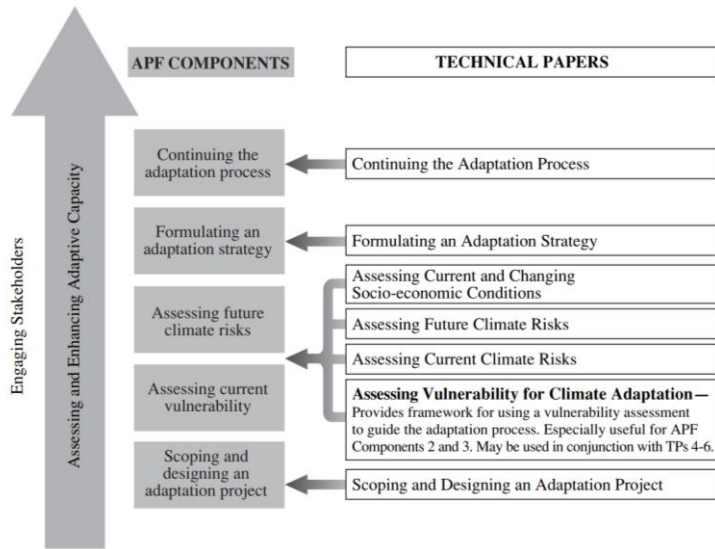 APF COMPONENTS
TECHNICAL PAPERS
Engaging Stakeholders
Assessing and Enhancing Adaptive Capacity
Continuing the
adaptation process
Continuing the Adaptation Process
Formulating an
adaptation strategy
Formulating an Adaptation Strategy
Assessing future
climate risks
Assessing current
vulnerability
Assessing Current and Changing
Socio-economic Conditions
Assessing Future Climate Risks
Assessing Current Climate Risks
Assessing Vulnerability for Climate Adaptation—
Provides framework for using a vulnerability assessment
to guide the adaptation process. Especially useful for APF
Components 2 and 3. May be used in conjunction with TPs 4-6.
Scoping and
designing an
adaptation project
Scoping and Designing an Adaptation Project